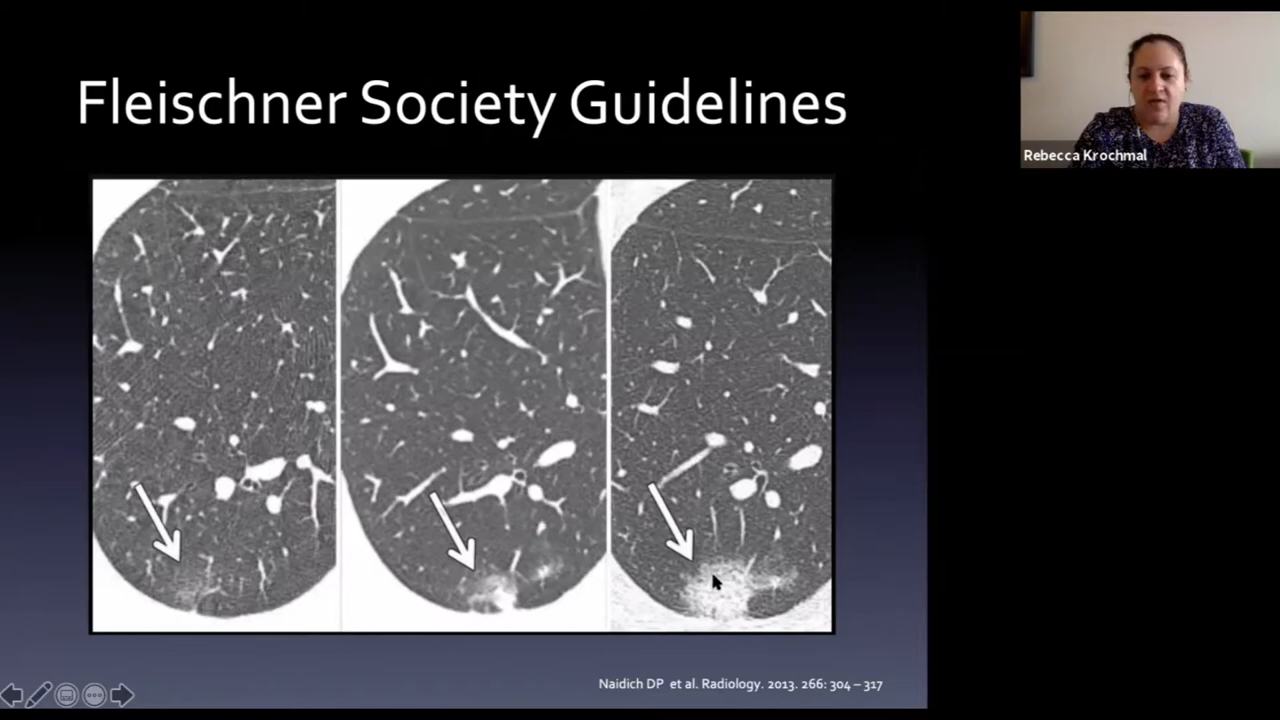 Fleischner Society Guidelines
Rebecca Krochmal
Naidich DP et al. Radiology. 2013. 266: 304 – 317